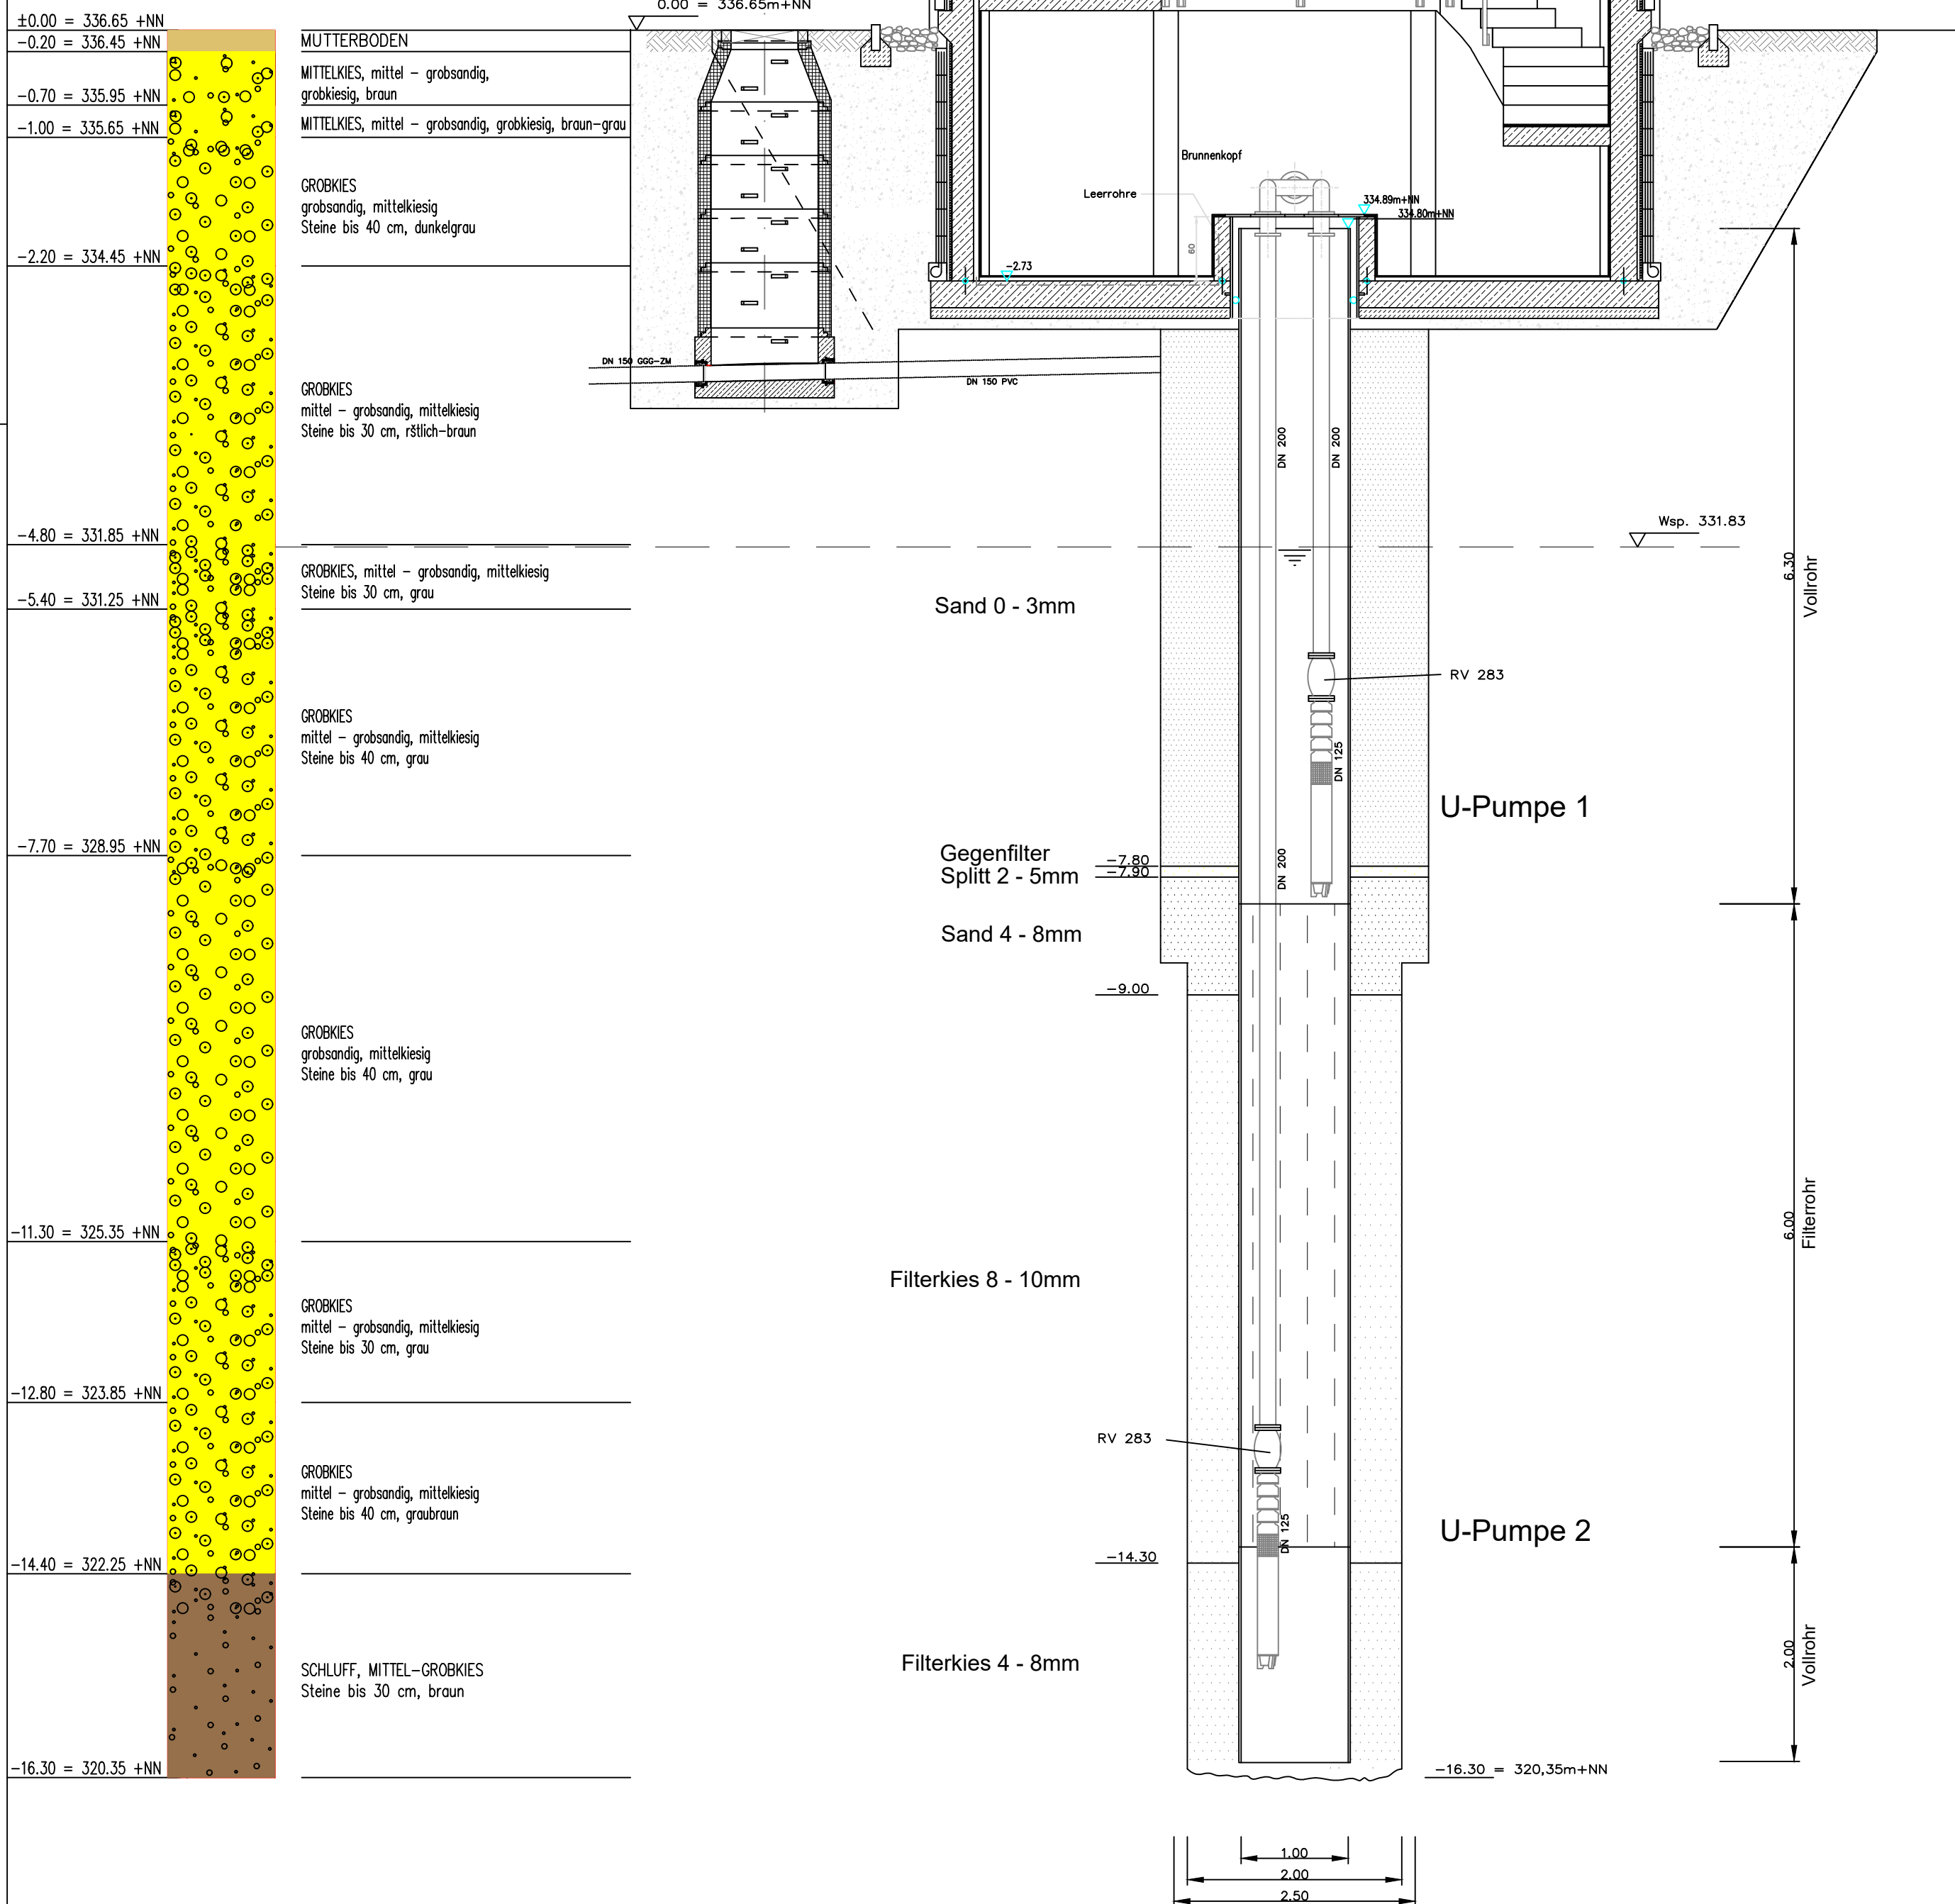 ±0.00 = 336.65 +NN
-0.20 = 336.45 +NN
-0.70 = 335.95 +NN
-1.00 = 335.65 +NN
-2.20 = 334.45 +NN
-4.80 = 331.85 +NN
-5.40 = 331.25 +NN
-7.70 = 328.95 +NN
-11.30 = 325.35 +NN
-12.80 = 323.85 +NN
-14.40 = 322.25 +NN
-16.30 = 320.35 +NN
MUTTERBODEN
MITTELKIES, mittel - grobsandig,
grobkiesig, braun
MITTELKIES, mittel - grobsandig, grobkiesig, braun-grau
GROBKIES
grobsandig, mittelkiesig
Steine bis 40 cm, dunkelgrau
GROBKIES
mittel - grobsandig, mittelkiesig
Steine bis 30 cm, rštlich-braun
GROBKIES, mittel - grobsandig, mittelkiesig
Steine bis 30 cm, grau
GROBKIES
mittel - grobsandig, mittelkiesig
Steine bis 40 cm, grau
GROBKIES
grobsandig, mittelkiesig
Steine bis 40 cm, grau
GROBKIES
mittel - grobsandig, mittelkiesig
Steine bis 30 cm, grau
GROBKIES
mittel - grobsandig, mittelkiesig
Steine bis 40 cm, graubraun
SCHLUFF, MITTEL-GROBKIES
Steine bis 30 cm, braun
0.00 = 336.65m+NN
Brunnenkopf
Leerrohre
334.89m+NN
334.80m+NN
60
-2.73
DN 150 GGG-ZM
DN 150 PVC
DN 200
DN 200
Wsp. 331.83
Sand 0 - 3mm
RV 283
DN 125
U-Pumpe 1
Gegenfilter
Splitt 2 - 5mm
-7.80
-7.90
DN 200
Sand 4 - 8mm
-9.00
Filterkies 8 - 10mm
RV 283
DN 125
U-Pumpe 2
-14.30
Filterkies 4 - 8mm
-16.30 = 320,35m+NN
6.30
Vollrohr
6.00
Filterrohr
2.00
Vollrohr
1.00
2.00
2.50